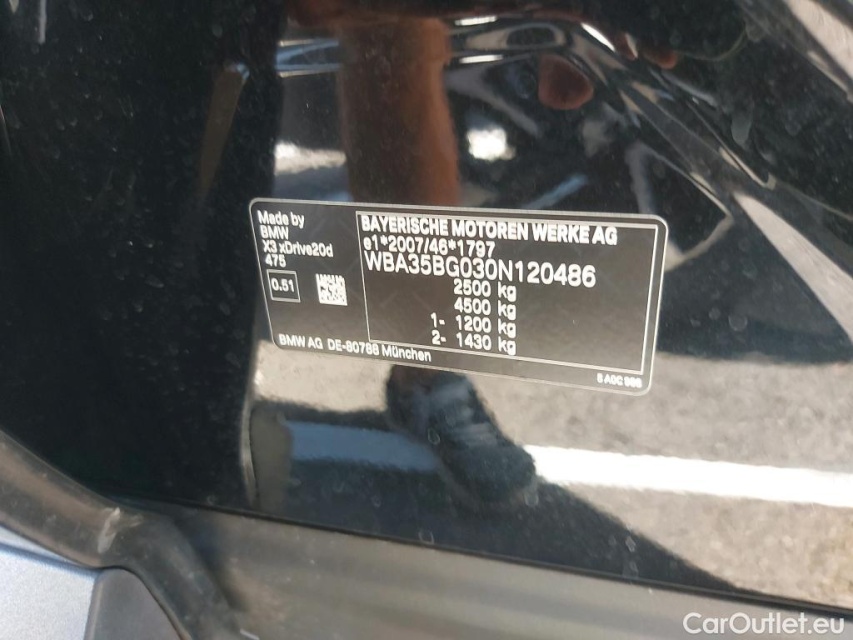 Made by
BMW
X3 xDrive20d
475
0.51
BMW AG DE-80788 München
BAYERISCHE MOTOREN WERKE AG
e1*2007/46*1797
WBA35BG030N120486
2500 kg
4500 kg
1- 1200 kg
2- 1430 kg
CarOutlet.eu